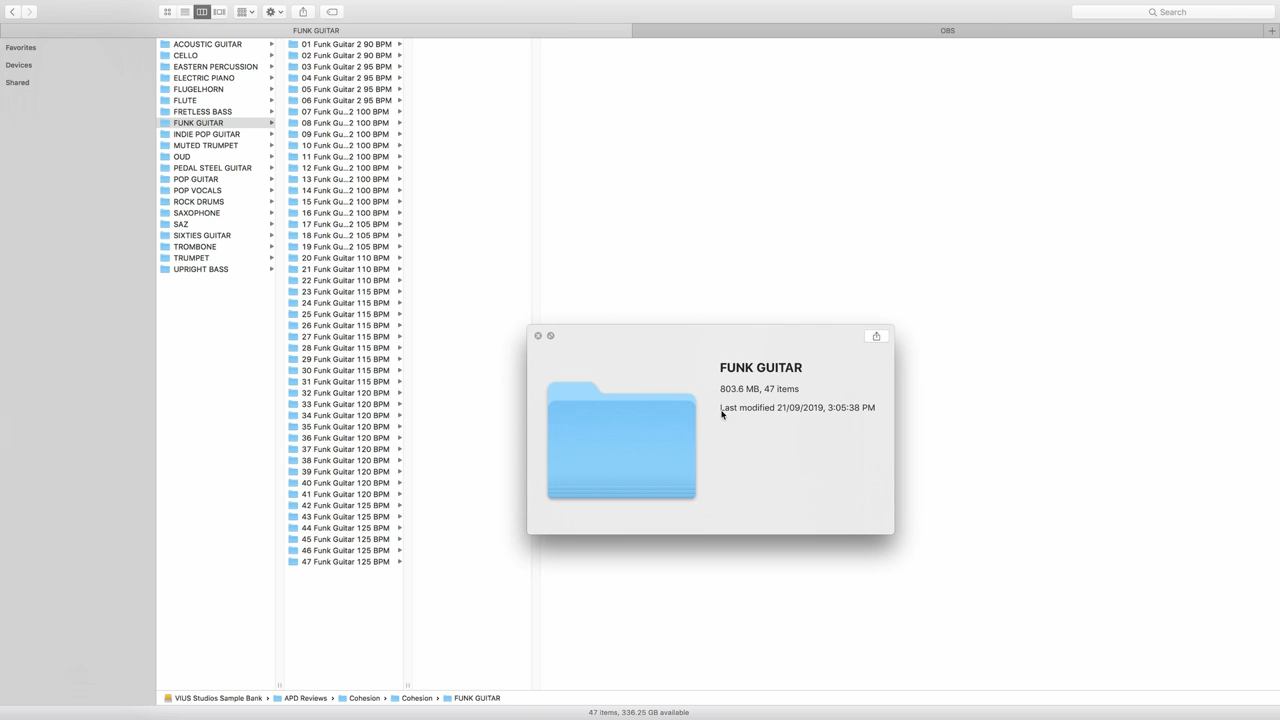 Search
FUNK GUITAR
OBS
Favorites
Devices
Shared
ACOUSTIC GUITAR
CELLO
EASTERN PERCUSSION
ELECTRIC PIANO
FLUGELHORN
FLUTE
FRETLESS BASS
FUNK GUITAR
INDIE POP GUITAR
MUTED TRUMPET
OUD
PEDAL STEEL GUITAR
POP GUITAR
POP VOCALS
ROCK DRUMS
SAXOPHONE
SAZ
SIXTIES GUITAR
TROMBONE
TRUMPET
UPRIGHT BASS
01 Funk Guitar 2 90 BPM
02 Funk Guitar 2 90 BPM
03 Funk Guitar 2 95 BPM
04 Funk Guitar 2 95 BPM
05 Funk Guitar 2 95 BPM
06 Funk Guitar 2 95 BPM
07 Funk Gu...2 100 BPM
08 Funk Gu...2 100 BPM
09 Funk Gu...2 100 BPM
10 Funk Gu...2 100 BPM
11 Funk Gu...2 100 BPM
12 Funk Gu...2 100 BPM
13 Funk Gu...2 100 BPM
14 Funk Gu...2 100 BPM
15 Funk Gu...2 100 BPM
16 Funk Gu...2 100 BPM
17 Funk Gu...2 105 BPM
18 Funk Gu...2 105 BPM
19 Funk Gu...2 105 BPM
20 Funk Guitar 110 BPM
21 Funk Guitar 110 BPM
22 Funk Guitar 110 BPM
23 Funk Guitar 115 BPM
24 Funk Guitar 115 BPM
25 Funk Guitar 115 BPM
26 Funk Guitar 115 BPM
27 Funk Guitar 115 BPM
28 Funk Guitar 115 BPM
29 Funk Guitar 115 BPM
30 Funk Guitar 115 BPM
31 Funk Guitar 115 BPM
32 Funk Guitar 120 BPM
33 Funk Guitar 120 BPM
34 Funk Guitar 120 BPM
35 Funk Guitar 120 BPM
36 Funk Guitar 120 BPM
37 Funk Guitar 120 BPM
38 Funk Guitar 120 BPM
39 Funk Guitar 120 BPM
40 Funk Guitar 120 BPM
41 Funk Guitar 120 BPM
42 Funk Guitar 125 BPM
43 Funk Guitar 125 BPM
44 Funk Guitar 125 BPM
45 Funk Guitar 125 BPM
46 Funk Guitar 125 BPM
47 Funk Guitar 125 BPM
FUNK GUITAR
803.6 MB, 47 items
Last modified 21/09/2019, 3:05:38 PM
VIUS Studios Sample Bank › APD Reviews › Cohesion › Cohesion › FUNK GUITAR
47 items, 336.25 GB available